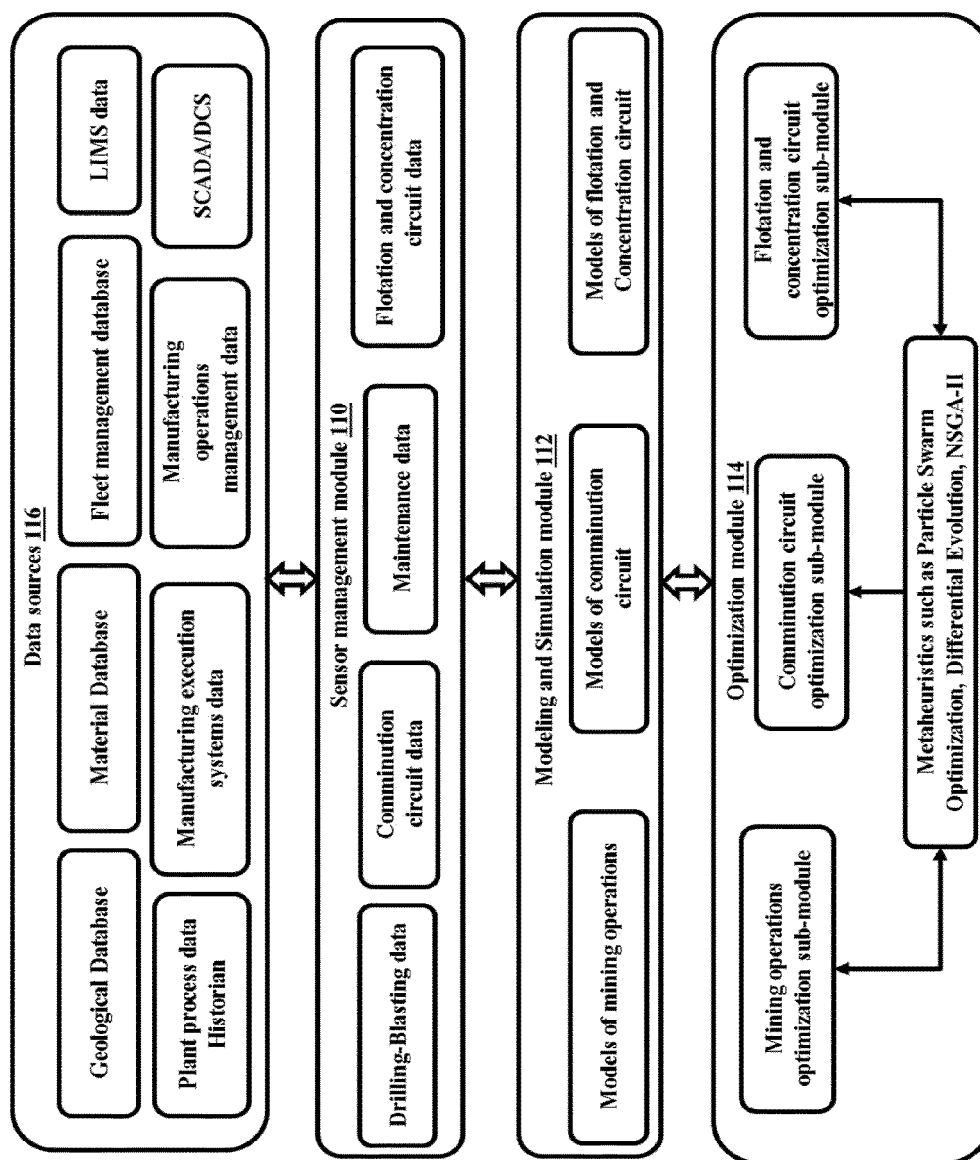 Data sources 116
Geological Database
Material Database
Fleet management database
LIMS data
Plant process data
Historian
Manufacturing execution
systems data
Manufacturing
operations
management data
SCADA/DCS
Sensor management module 110
Drilling-Blasting data
Comminution
circuit data
Maintenance data
Flotation and concentration
circuit data
Modeling and Simulation module 112
Models of mining operations
Models of comminution
circuit
Models of flotation and
Concentration circuit
Optimization module 114
Mining operations
optimization sub-module
Comminution circuit
optimization sub-module
Flotation and
concentration circuit
optimization sub-module
Metaheuristics such as Particle Swarm
Optimization, Differential Evolution, NSGA-II